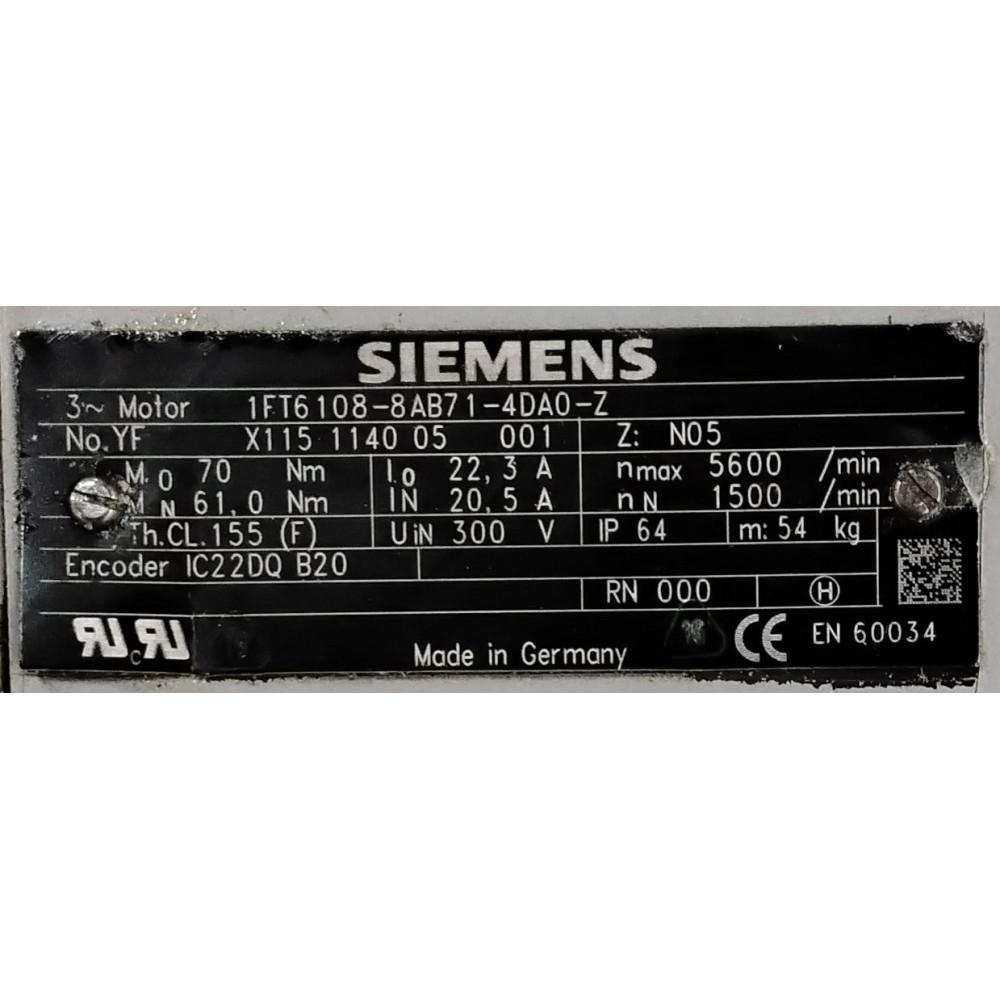 SIEMENS
3~ Motor 1FT6108-8AB71-4DA0-Z
No. YF X115 1140 05 001 Z: N05
M0 70 Nm I0 22,3 A nmax 5600 /min
MN 61,0 Nm IN 20,5 A nN 1500 /min
Th.CL.155 (F) UiN 300 V IP 64 m: 54 kg
Encoder IC22DQ B20
RN 000 H
RU c RU Made in Germany CE EN 60034